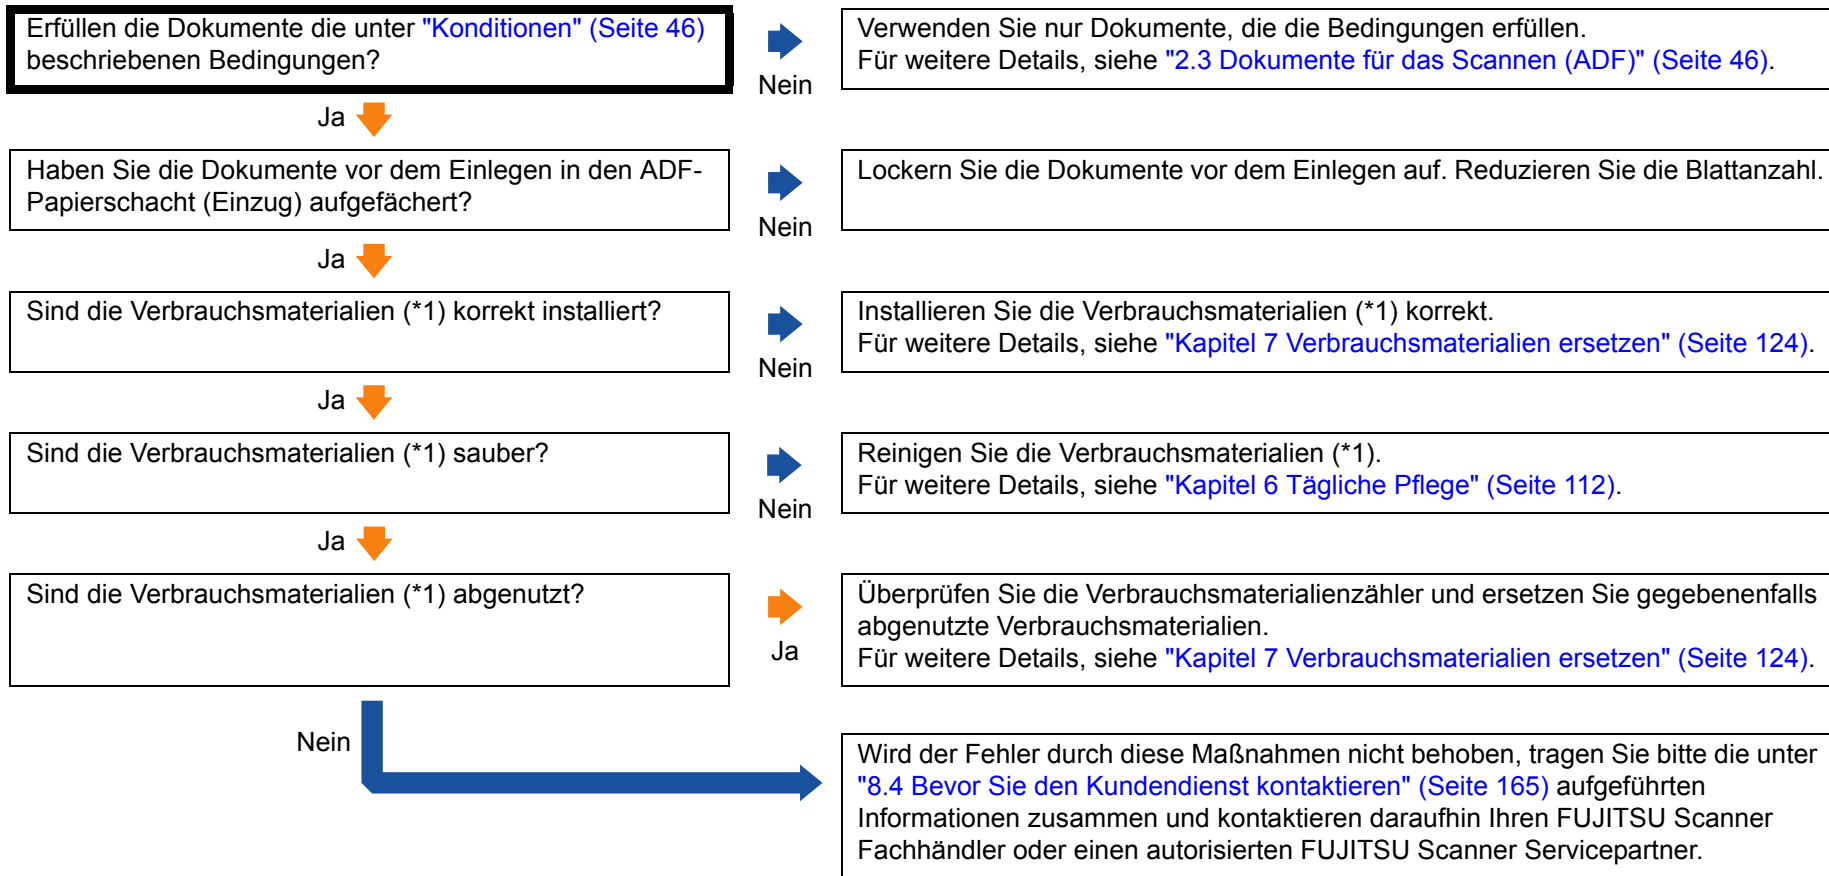 Erfüllen die Dokumente die unter "Konditionen" (Seite 46)
beschriebenen Bedingungen?
Nein
Verwenden Sie nur Dokumente, die die Bedingungen erfüllen.
Für weitere Details, siehe "2.3 Dokumente für das Scannen (ADF)" (Seite 46).
Ja
Haben Sie die Dokumente vor dem Einlegen in den ADF-
Papierschacht (Einzug) aufgefächert?
Nein
Lockern Sie die Dokumente vor dem Einlegen auf. Reduzieren Sie die Blattanzahl.
Ja
Sind die Verbrauchsmaterialien (*1) korrekt installiert?
Nein
Installieren Sie die Verbrauchsmaterialien (*1) korrekt.
Für weitere Details, siehe "Kapitel 7 Verbrauchsmaterialien ersetzen" (Seite 124).
Ja
Sind die Verbrauchsmaterialien (*1) sauber?
Nein
Reinigen Sie die Verbrauchsmaterialien (*1).
Für weitere Details, siehe "Kapitel 6 Tägliche Pflege" (Seite 112).
Ja
Sind die Verbrauchsmaterialien (*1) abgenutzt?
Ja
Überprüfen Sie die Verbrauchsmaterialienzähler und ersetzen Sie gegebenenfalls
abgenutzte Verbrauchsmaterialien.
Für weitere Details, siehe "Kapitel 7 Verbrauchsmaterialien ersetzen" (Seite 124).
Nein
Wird der Fehler durch diese Maßnahmen nicht behoben, tragen Sie bitte die unter
"8.4 Bevor Sie den Kundendienst kontaktieren" (Seite 165) aufgeführten
Informationen zusammen und kontaktieren daraufhin Ihren FUJITSU Scanner
Fachhändler oder einen autorisierten FUJITSU Scanner Servicepartner.